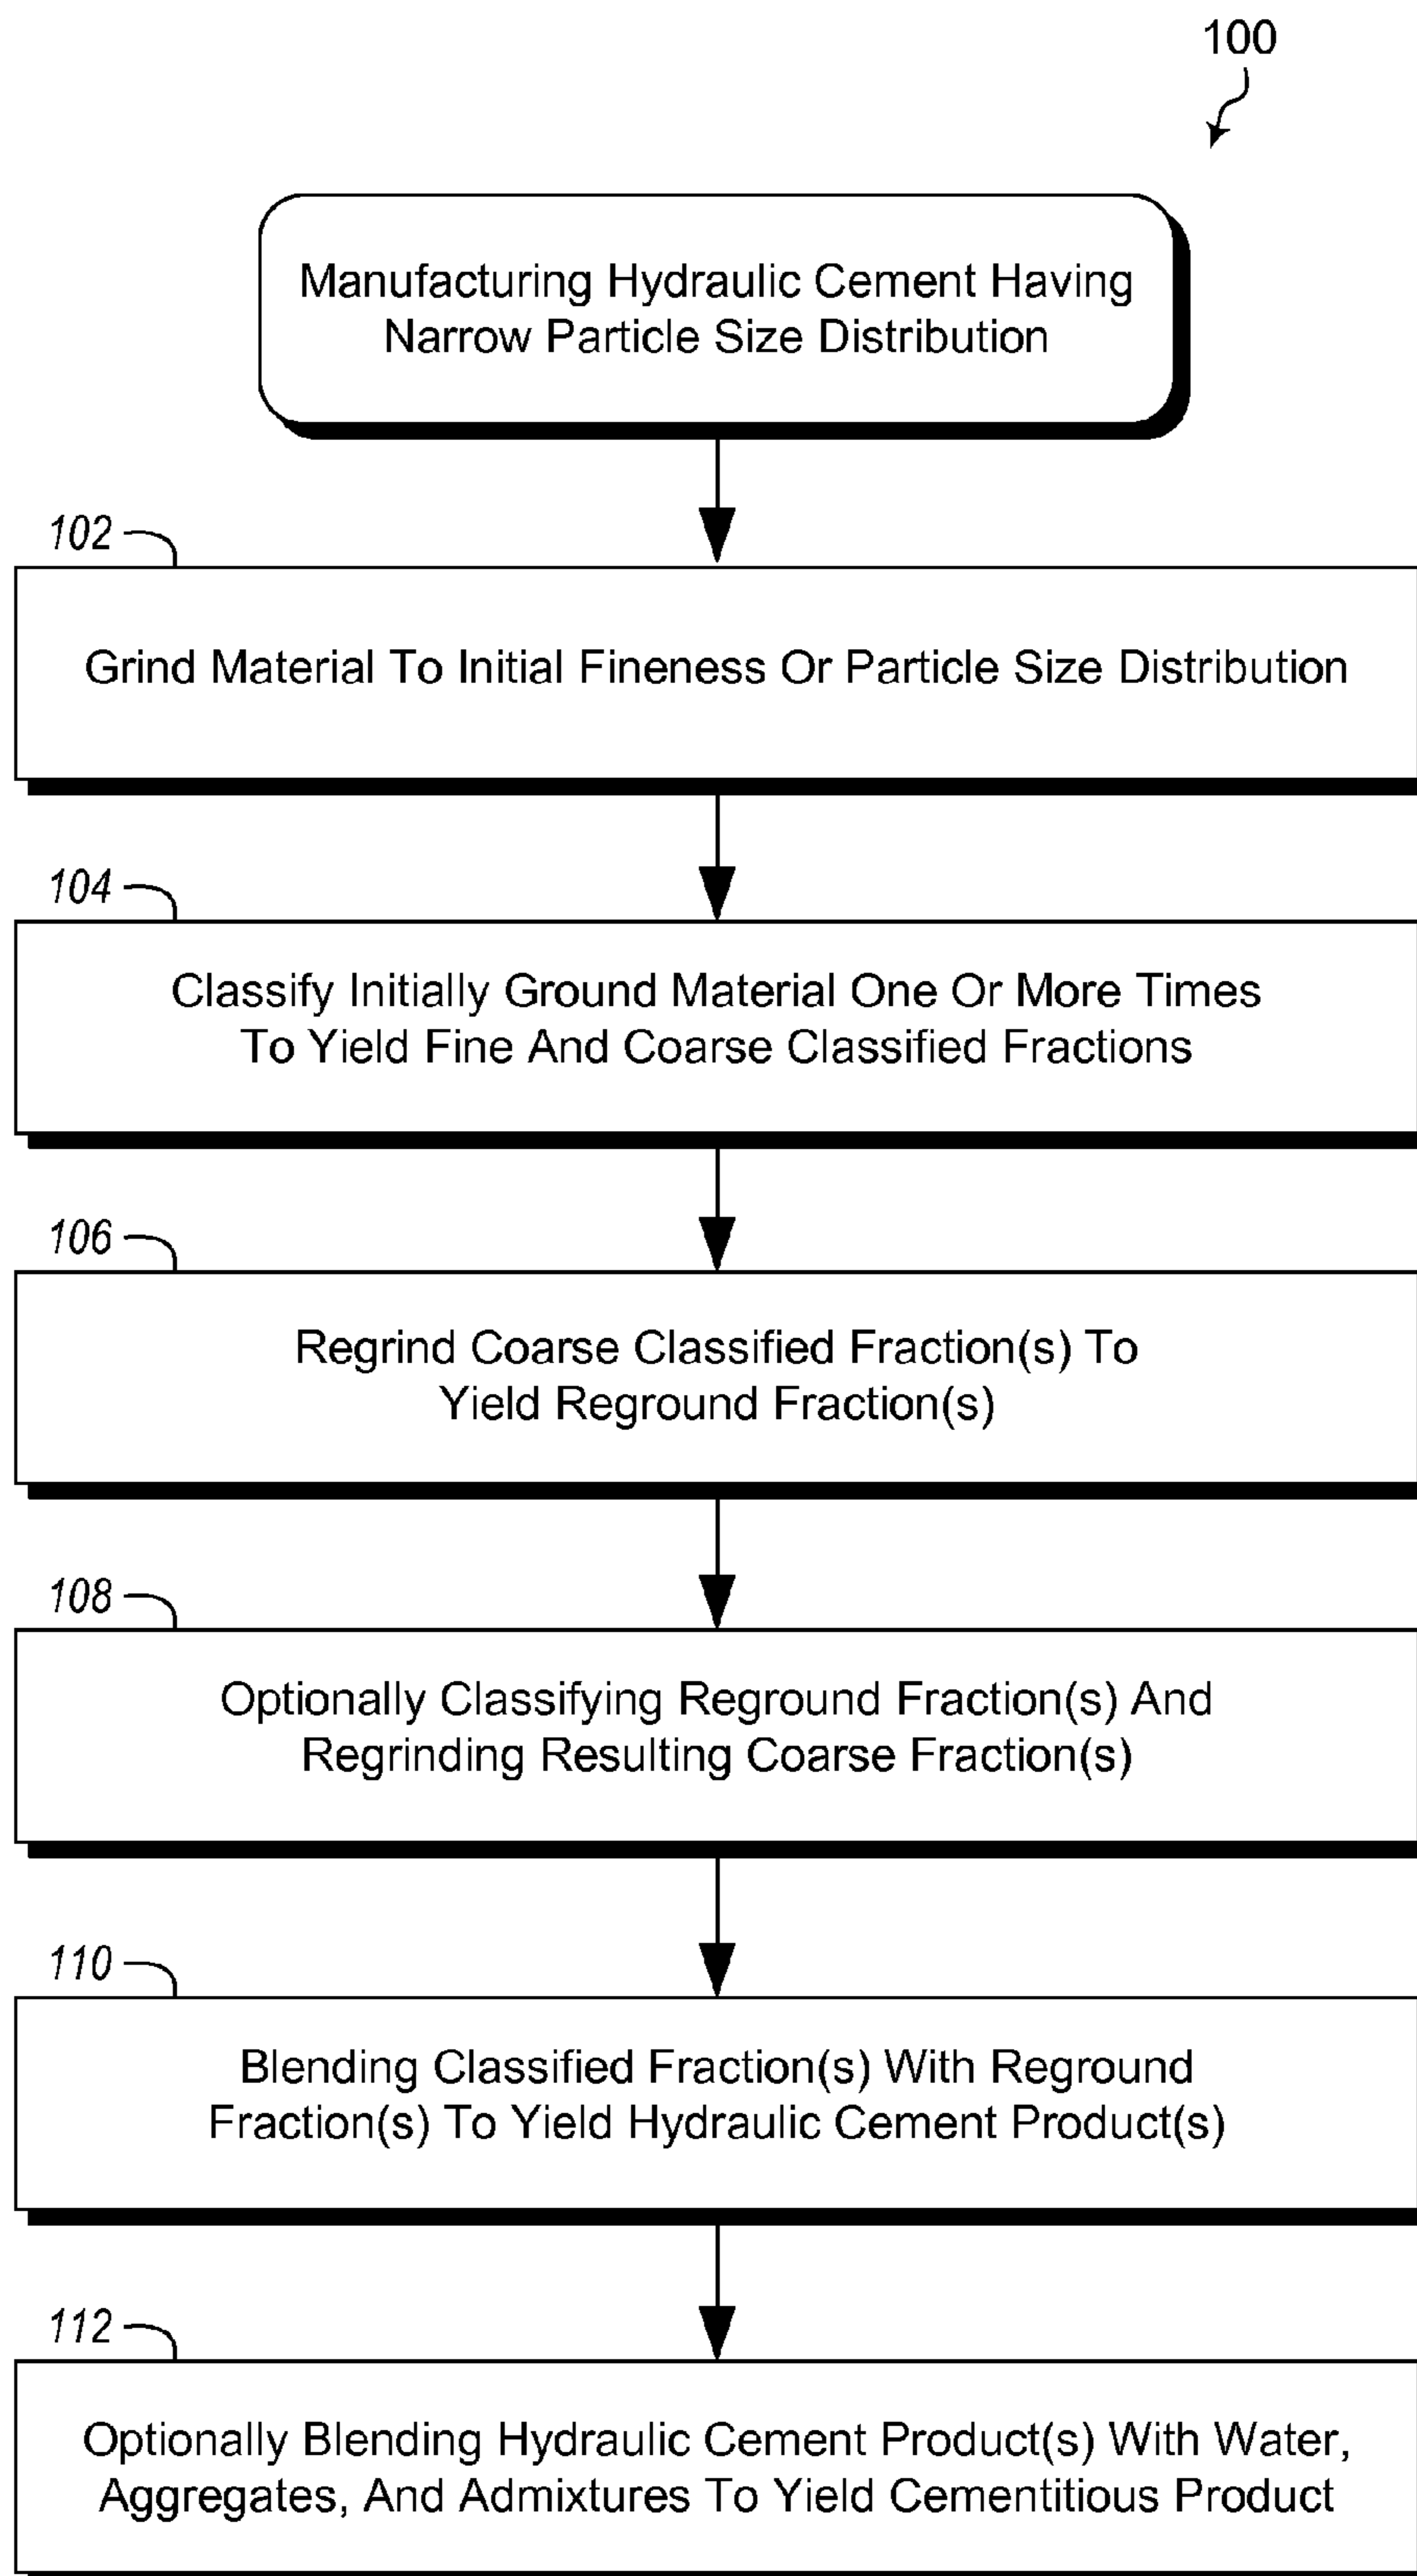 100
Manufacturing Hydraulic Cement Having
Narrow Particle Size Distribution
102
Grind Material To Initial Fineness Or Particle Size Distribution
104
Classify Initially Ground Material One Or More Times
To Yield Fine And Coarse Classified Fractions
106
Regrind Coarse Classified Fraction(s) To
Yield Reground Fraction(s)
108
Optionally Classifying Reground Fraction(s) And
Regrinding Resulting Coarse Fraction(s)
110
Blending Classified Fraction(s) With Reground
Fraction(s) To Yield Hydraulic Cement Product(s)
112
Optionally Blending Hydraulic Cement Product(s) With Water,
Aggregates, And Admixtures To Yield Cementitious Product